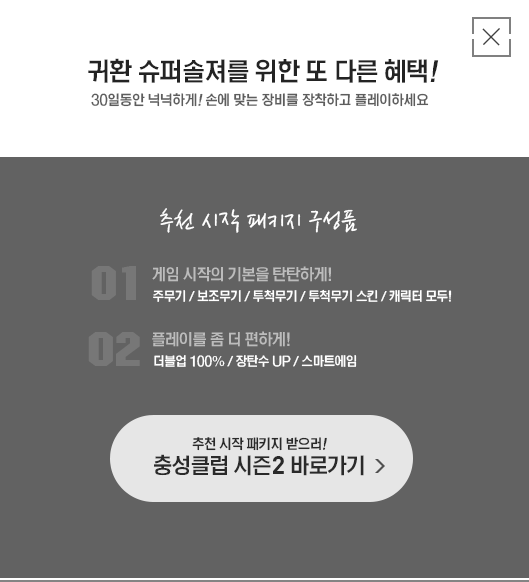 귀환 슈퍼솔져를 위한 또 다른 혜택!
30일동안 넉넉하게! 손에 맞는 장비를 장착하고 플레이하세요
추천 시작 패키지 구성품
01 게임 시작의 기본을 탄탄하게!
주무기 / 보조무기 / 투척무기 / 투척무기 스킨 / 캐릭터 모두!
02 플레이를 좀 더 편하게!
더블업 100% / 장탄수 UP / 스마트에임
추천 시작 패키지 받으러!
충성클럽 시즌2 바로가기